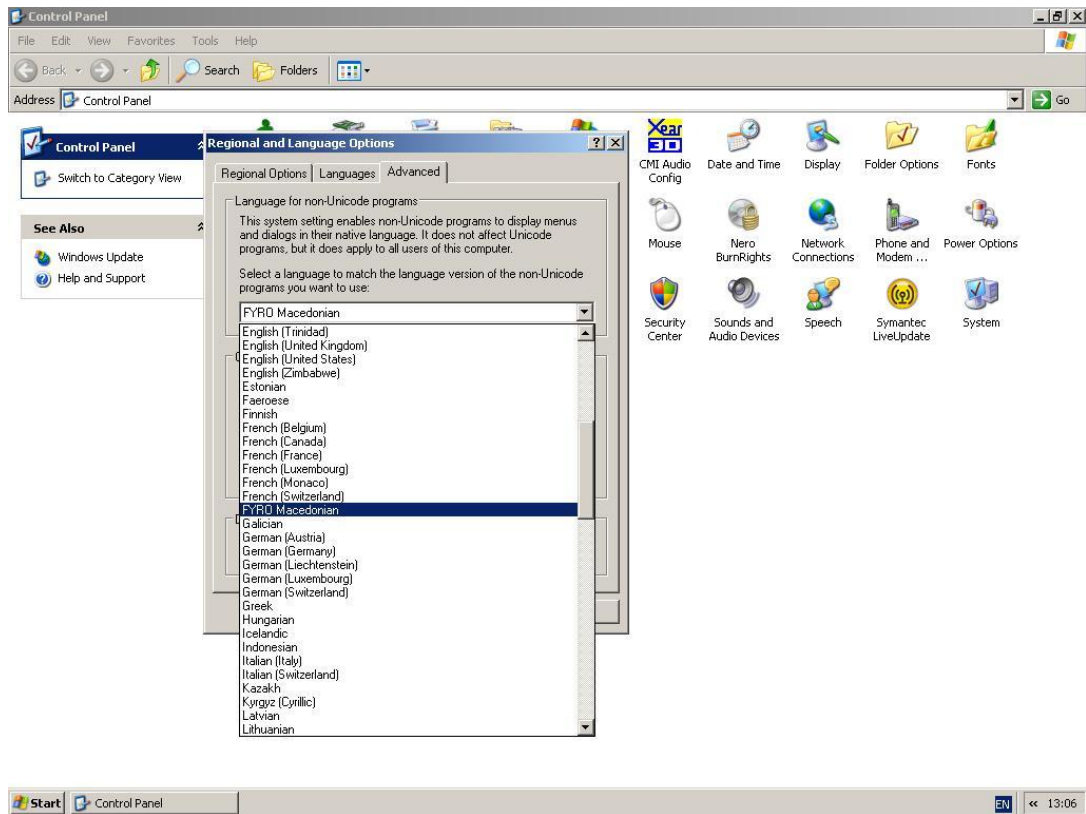 Control Panel
File Edit View Favorites Tools Help
Back Search Folders
Address Control Panel Go
Control Panel
Switch to Category View
See Also
Windows Update
Help and Support
Regional and Language Options
Regional Options Languages Advanced
Language for non-Unicode programs
This system setting enables non-Unicode programs to display menus
and dialogs in their native language. It does not affect Unicode
programs, but it does apply to all users of this computer.
Select a language to match the language version of the non-Unicode
programs you want to use:
FYRO Macedonian
English (Trinidad)
English (United Kingdom)
English (United States)
English (Zimbabwe)
Estonian
Faeroese
Finnish
French (Belgium)
French (Canada)
French (France)
French (Luxembourg)
French (Monaco)
French (Switzerland)
FYRO Macedonian
Galician
German (Austria)
German (Germany)
German (Liechtenstein)
German (Luxembourg)
German (Switzerland)
Greek
Hungarian
Icelandic
Indonesian
Italian (Italy)
Italian (Switzerland)
Kazakh
Kyrgyz (Cyrillic)
Latvian
Lithuanian
Xear
3D
CMI Audio
Config
Date and Time
Display
Folder Options
Fonts
Mouse
Nero
BurnRights
Network
Connections
Phone and
Modem ...
Power Options
Security
Center
Sounds and
Audio Devices
Speech
Symantec
LiveUpdate
System
Start Control Panel EN « 13:06